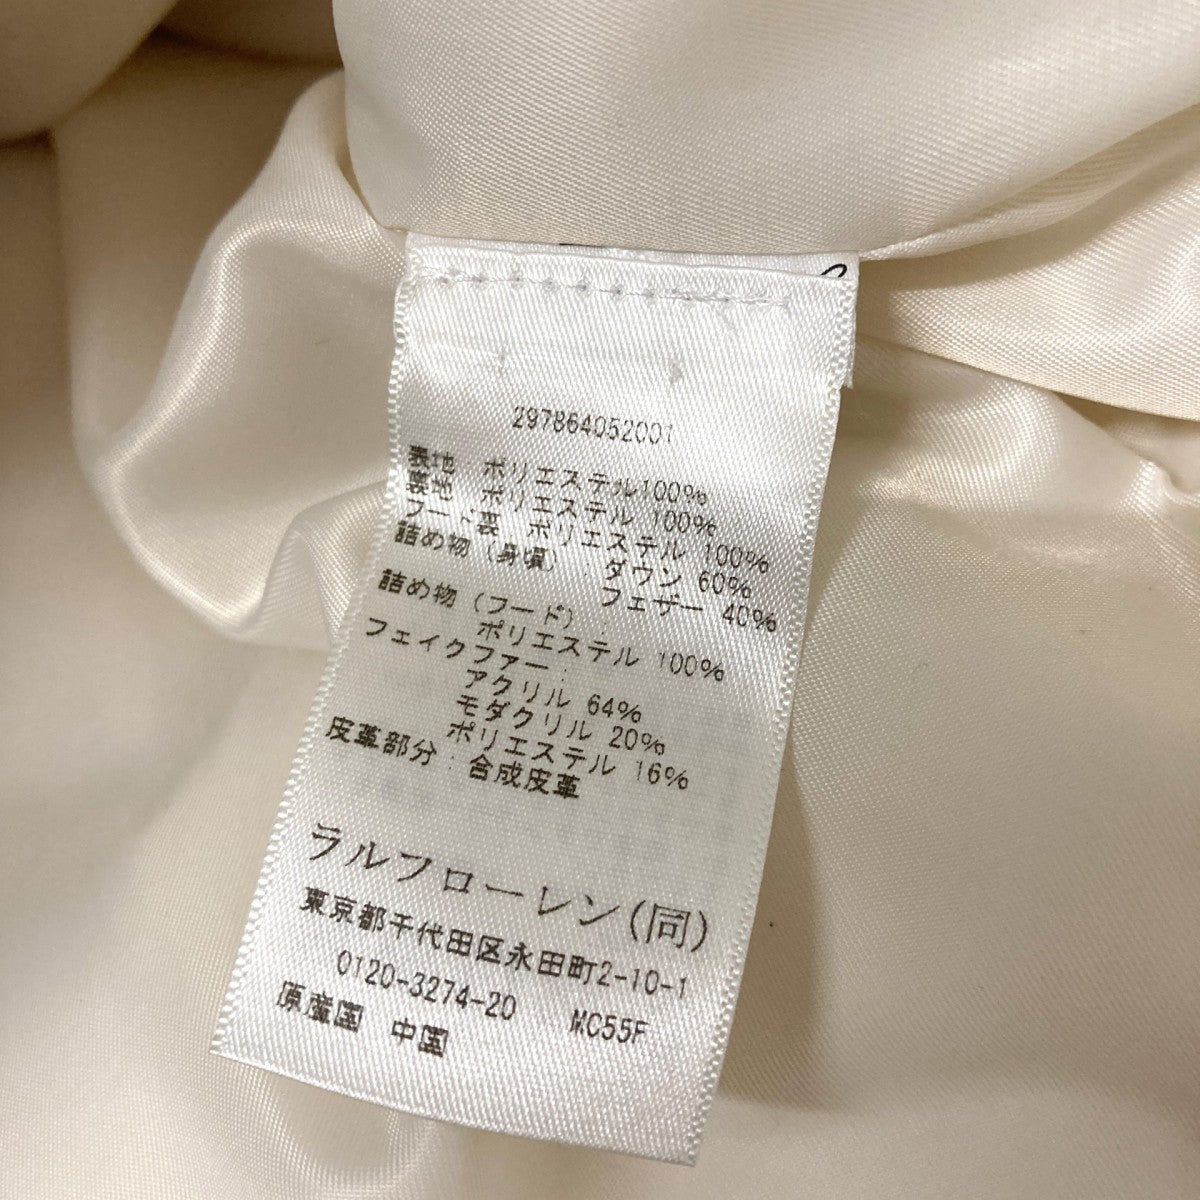 297864052001
表地 ポリエステル100%
裏地 ポリエステル 100%
フード裏 ポリエステル 100%
詰め物(身頃):ダウン 60%
フェザー 40%
詰め物(フード):
ポリエステル 100%
フェイクファー:
アクリル 64%
モダクリル 20%
ポリエステル 16%
皮革部分:合成皮革
ラルフローレン(同)
東京都千代田区永田町2-10-1
0120-3274-20 MC55F
原産国 中国